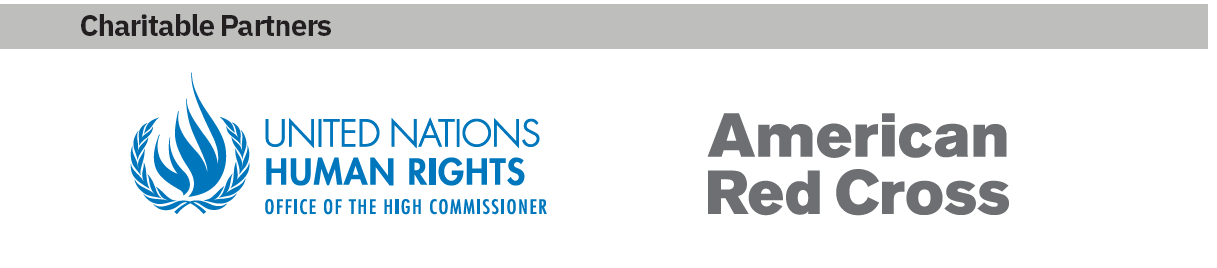 Charitable Partners
UNITED NATIONS
HUMAN RIGHTS
OFFICE OF THE HIGH COMMISSIONER
American
Red Cross